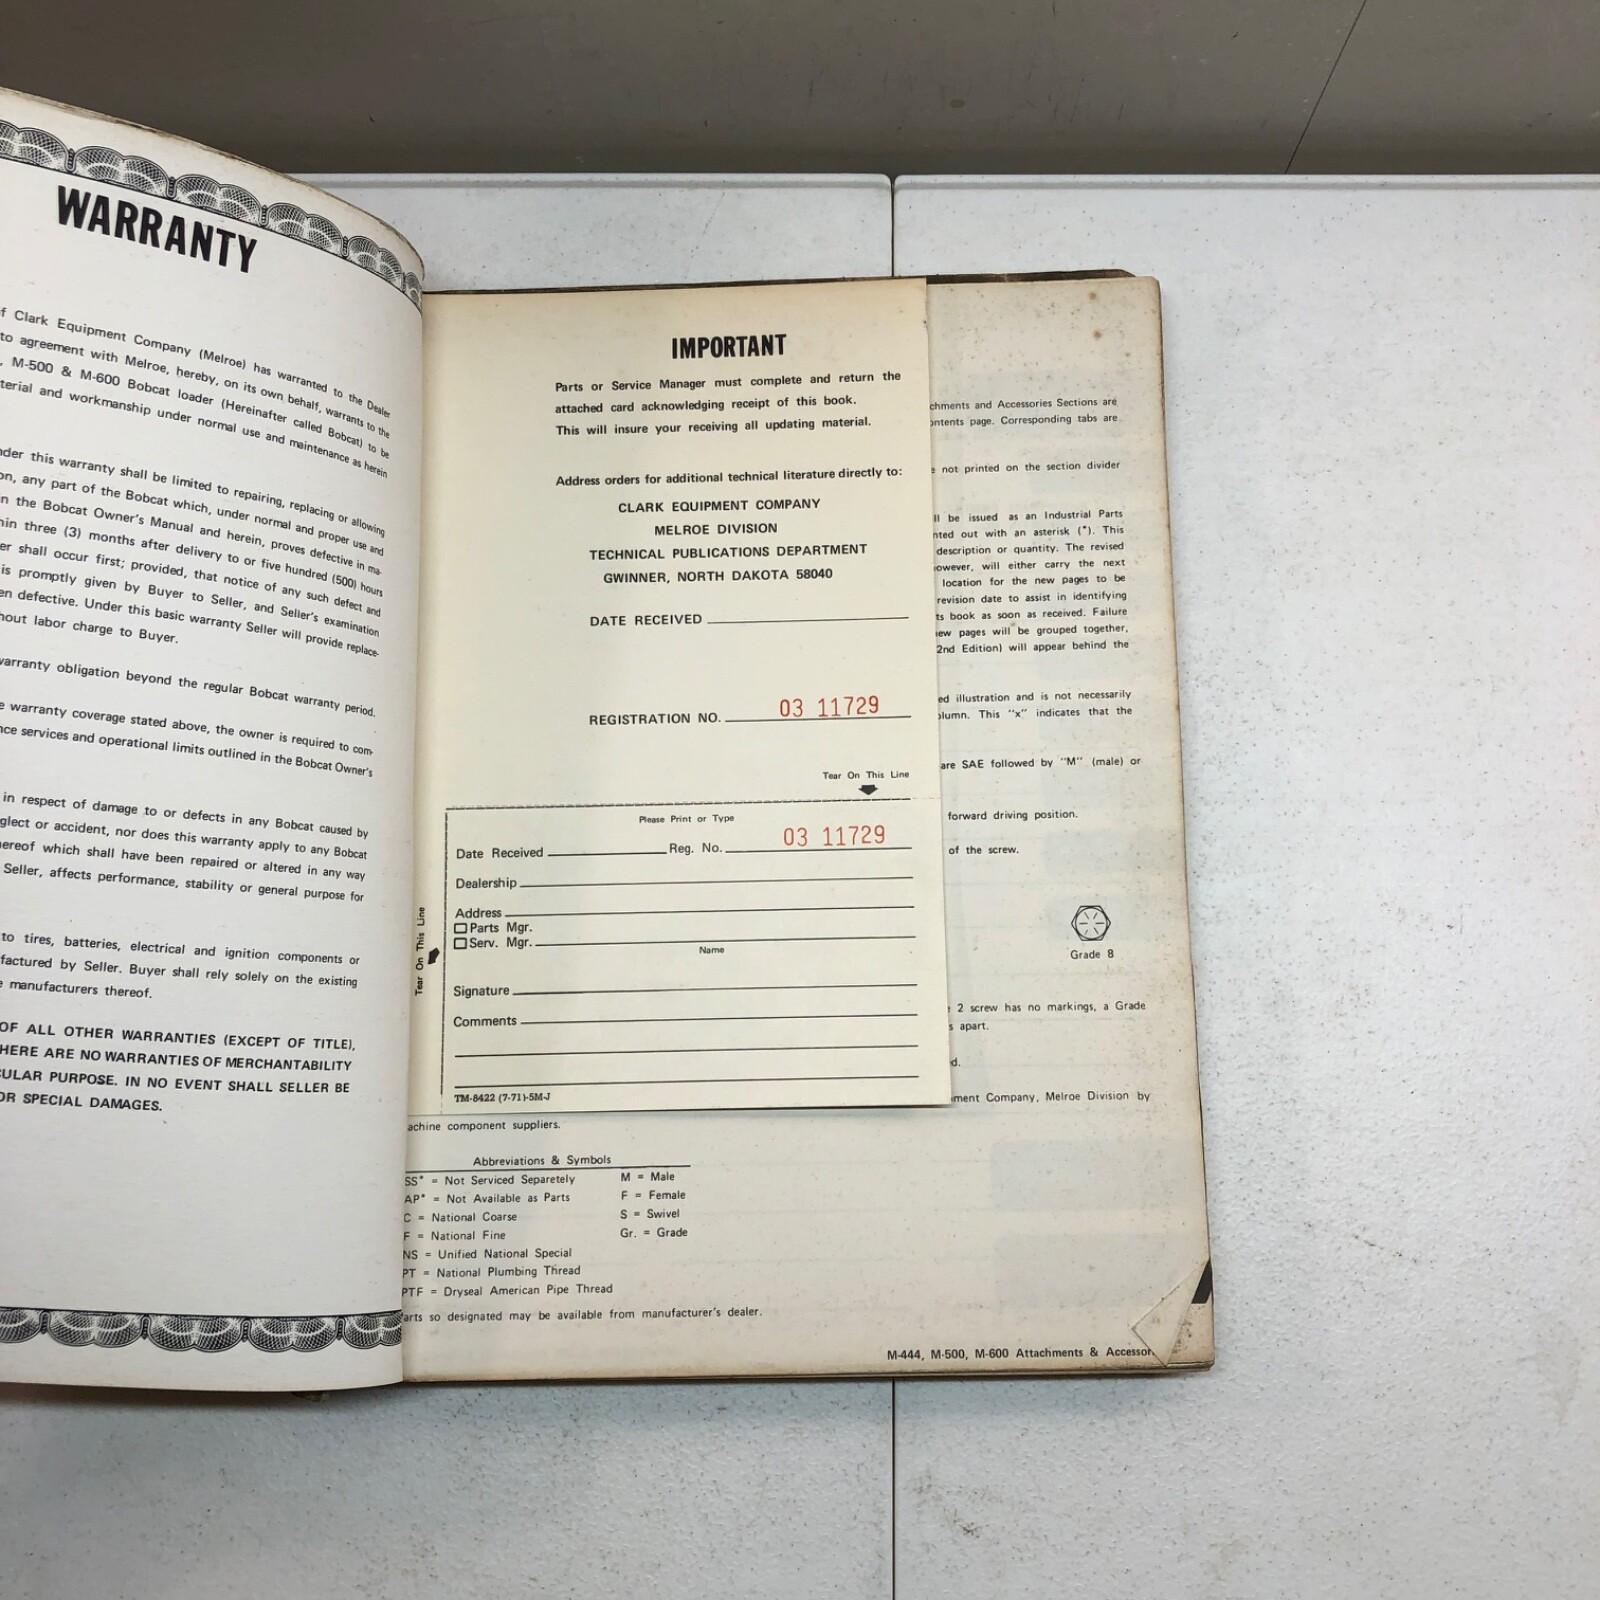 WARRANTY
f Clark Equipment Company (Melroe) has warranted to the Dealer
to agreement with Melroe, hereby, on its own behalf, warrants to the
, M-500 & M-600 Bobcat loader (Hereinafter called Bobcat) to be
terial and workmanship under normal use and maintenance as herein
nder this warranty shall be limited to repairing, replacing or allowing
on, any part of the Bobcat which, under normal and proper use and
n the Bobcat Owner's Manual and herein, proves defective in ma-
hin three (3) months after delivery to or five hundred (500) hours
er shall occur first; provided, that notice of any such defect and
is promptly given by Buyer to Seller, and Seller's examination
en defective. Under this basic warranty Seller will provide replace-
hout labor charge to Buyer.
warranty obligation beyond the regular Bobcat warranty period.
e warranty coverage stated above, the owner is required to com-
nce services and operational limits outlined in the Bobcat Owner's
in respect of damage to or defects in any Bobcat caused by
glect or accident, nor does this warranty apply to any Bobcat
hereof which shall have been repaired or altered in any way
Seller, affects performance, stability or general purpose for
to tires, batteries, electrical and ignition components or
factured by Seller. Buyer shall rely solely on the existing
e manufacturers thereof.
OF ALL OTHER WARRANTIES (EXCEPT OF TITLE),
HERE ARE NO WARRANTIES OF MERCHANTABILITY
CULAR PURPOSE. IN NO EVENT SHALL SELLER BE
OR SPECIAL DAMAGES.
IMPORTANT
Parts or Service Manager must complete and return the
attached card acknowledging receipt of this book.
This will insure your receiving all updating material.
Address orders for additional technical literature directly to:
CLARK EQUIPMENT COMPANY
MELROE DIVISION
TECHNICAL PUBLICATIONS DEPARTMENT
GWINNER, NORTH DAKOTA 58040
DATE RECEIVED
REGISTRATION NO. 03 11729
Tear On This Line
Please Print or Type
Date Received Reg. No. 03 11729
Dealership
Address
Parts Mgr.
Serv. Mgr.
Name
Signature
Comments
Tear On This Line
TM-8422 (7-71)-5M-J
chments and Accessories Sections are
ontents page. Corresponding tabs are
e not printed on the section divider
ll be issued as an Industrial Parts
nted out with an asterisk (*). This
description or quantity. The revised
owever, will either carry the next
location for the new pages to be
revision date to assist in identifying
ts book as soon as received. Failure
ew pages will be grouped together,
2nd Edition) will appear behind the
ed illustration and is not necessarily
olumn. This "x" indicates that the
are SAE followed by "M" (male) or
forward driving position.
of the screw.
Grade 8
2 screw has no markings, a Grade
s apart.
d.
pment Company, Melroe Division by
achine component suppliers.
Abbreviations & Symbols
SS* = Not Serviced Separetely M = Male
AP* = Not Available as Parts F = Female
C = National Coarse S = Swivel
F = National Fine Gr. = Grade
NS = Unified National Special
PT = National Plumbing Thread
PTF = Dryseal American Pipe Thread
arts so designated may be available from manufacturer's dealer.
M-444, M-500, M-600 Attachments & Accessor